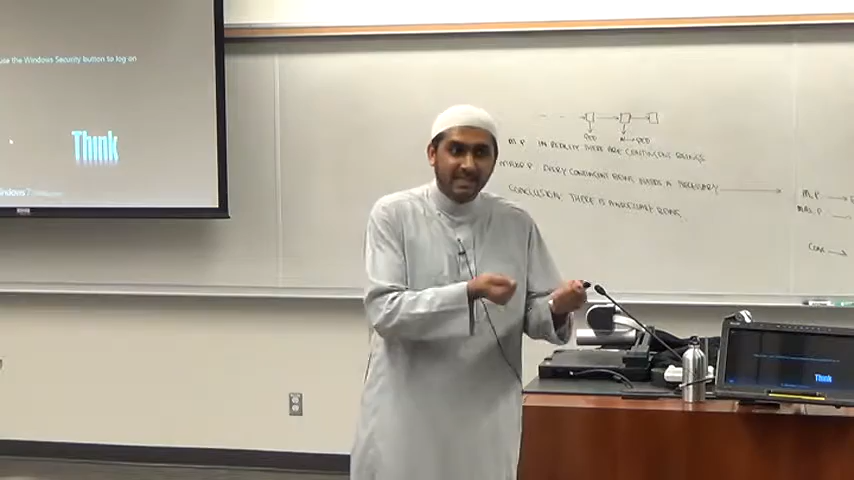 use the Windows Security button to log on
Think
Windows 7
M P IN REALITY THERE ARE CONTINGENT BEINGS
EVERY CONTINGENT BEING NEEDS A NECESSARY
CONCLUSION: THERE IS A NECESSARY BEING.
M P
CON
Think